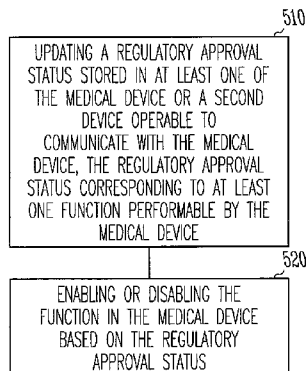 510
UPDATING A REGULATORY APPROVAL
STATUS STORED IN AT LEAST ONE OF
THE MEDICAL DEVICE OR A SECOND
DEVICE OPERABLE TO
COMMUNICATE WITH THE MEDICAL
DEVICE, THE REGULATORY APPROVAL
STATUS CORRESPONDING TO AT LEAST
ONE FUNCTION PERFORMABLE BY THE
MEDICAL DEVICE
520
ENABLING OR DISABLING THE
FUNCTION IN THE MEDICAL DEVICE
BASED ON THE REGULATORY
APPROVAL STATUS